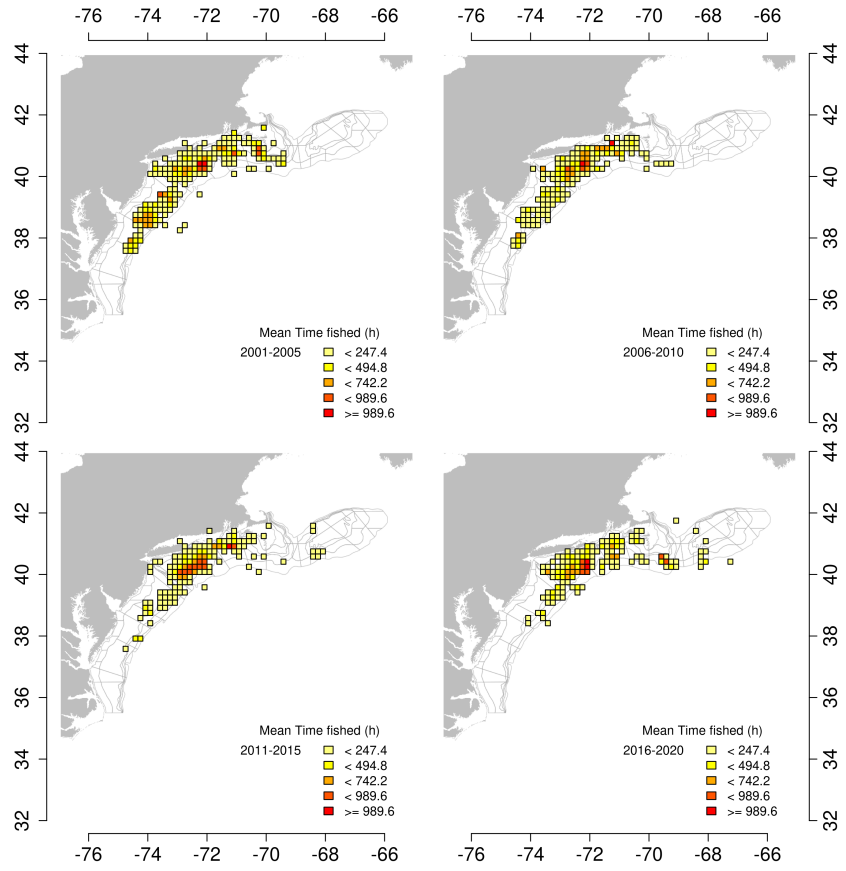 -76 -74 -72 -70 -68 -66 -76 -74 -72 -70 -68 -66
44 44
42 42
40 40
38 38
36 36
34 34
32 32
Mean Time fished (h) Mean Time fished (h)
2001-2005 < 247.4 2006-2010 < 247.4
< 494.8 < 494.8
< 742.2 < 742.2
< 989.6 < 989.6
>= 989.6 >= 989.6
44 44
42 42
40 40
38 38
36 36
34 34
32 32
Mean Time fished (h) Mean Time fished (h)
2011-2015 < 247.4 2016-2020 < 247.4
< 494.8 < 494.8
< 742.2 < 742.2
< 989.6 < 989.6
>= 989.6 >= 989.6
-76 -74 -72 -70 -68 -66 -76 -74 -72 -70 -68 -66